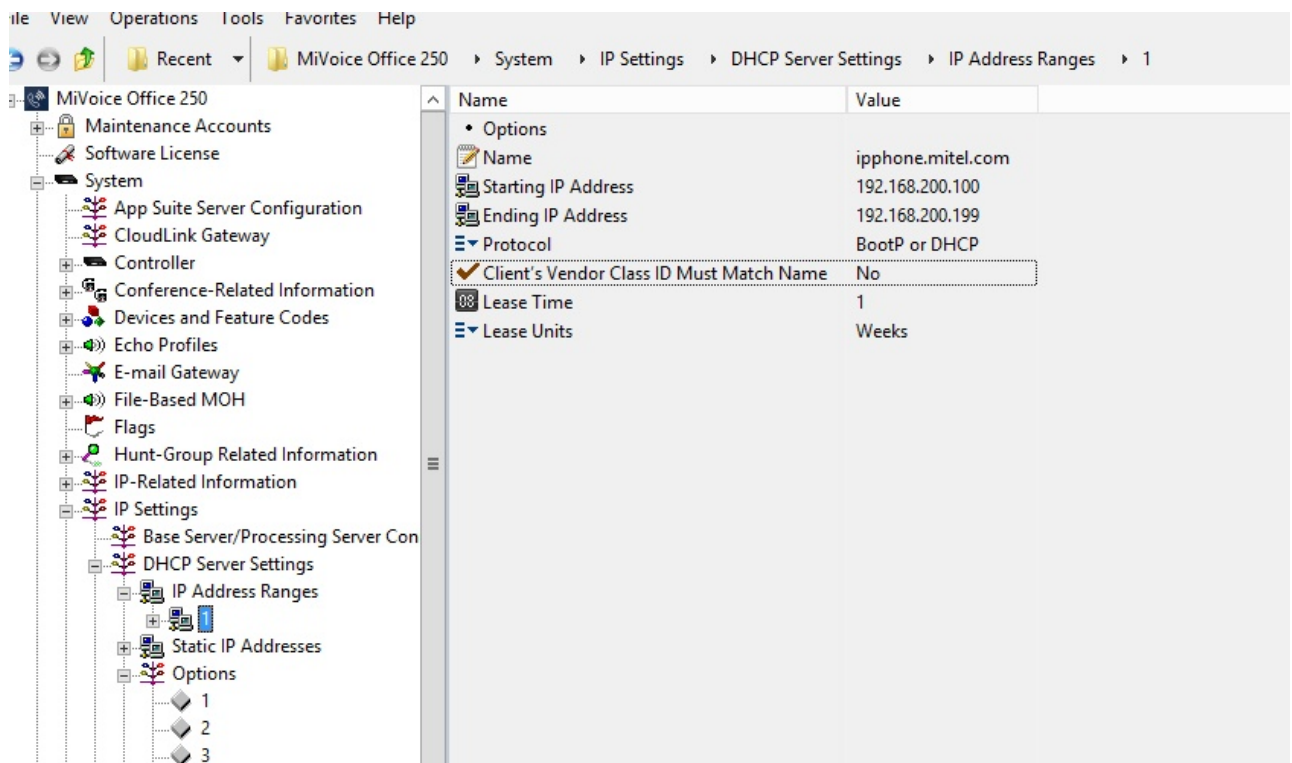 ile View Operations Tools Favorites Help
Recent MiVoice Office 250 System IP Settings DHCP Server Settings IP Address Ranges 1
MiVoice Office 250
Maintenance Accounts
Software License
System
App Suite Server Configuration
CloudLink Gateway
Controller
Conference-Related Information
Devices and Feature Codes
Echo Profiles
E-mail Gateway
File-Based MOH
Flags
Hunt-Group Related Information
IP-Related Information
IP Settings
Base Server/Processing Server Con
DHCP Server Settings
IP Address Ranges
1
Static IP Addresses
Options
1
2
3
Name Value
• Options
Name ipphone.mitel.com
Starting IP Address 192.168.200.100
Ending IP Address 192.168.200.199
Protocol BootP or DHCP
Client's Vendor Class ID Must Match Name No
08 Lease Time 1
Lease Units Weeks